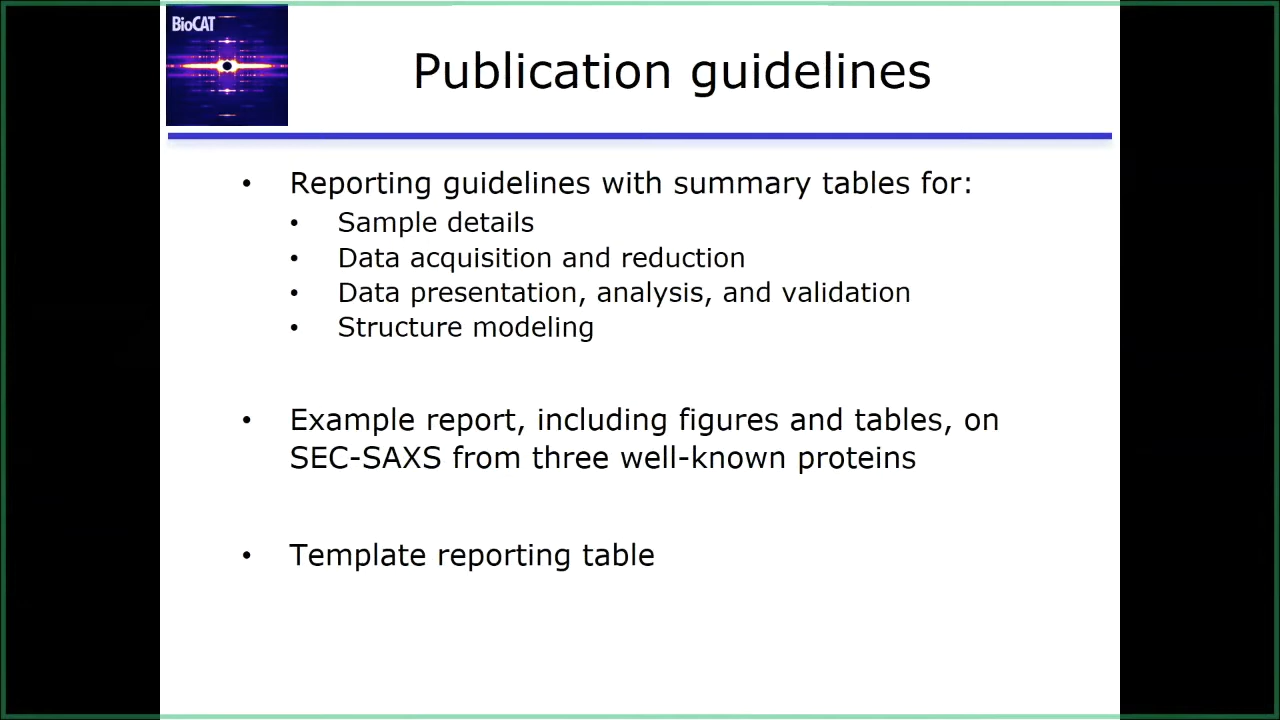 BioCAT
Publication guidelines
• Reporting guidelines with summary tables for:
• Sample details
• Data acquisition and reduction
• Data presentation, analysis, and validation
• Structure modeling
• Example report, including figures and tables, on
SEC-SAXS from three well-known proteins
• Template reporting table